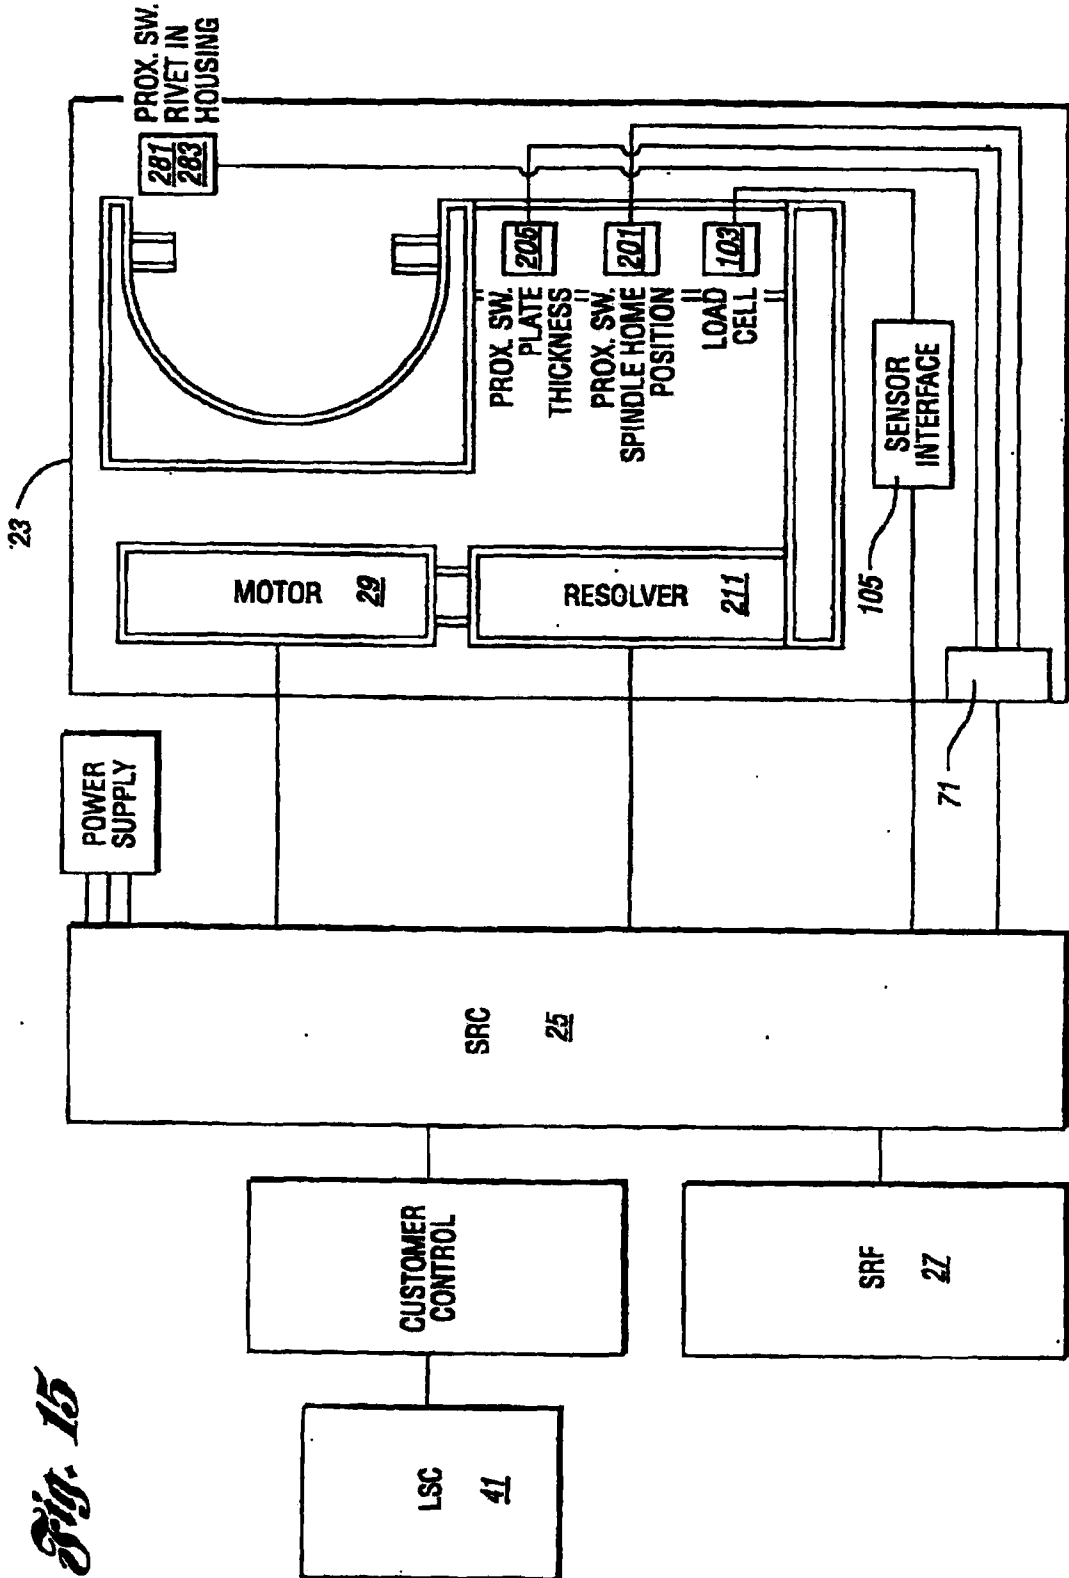 Fig. 15
LSC
41
CUSTOMER
CONTROL
SRF
27
SRC
25
POWER
SUPPLY
23
MOTOR 29
RESOLVER 211
PROX. SW.
RIVET IN
HOUSING
281
283
PROX. SW.
PLATE
THICKNESS
205
PROX. SW.
SPINDLE HOME
POSITION
201
LOAD
CELL
103
SENSOR
INTERFACE
105
71